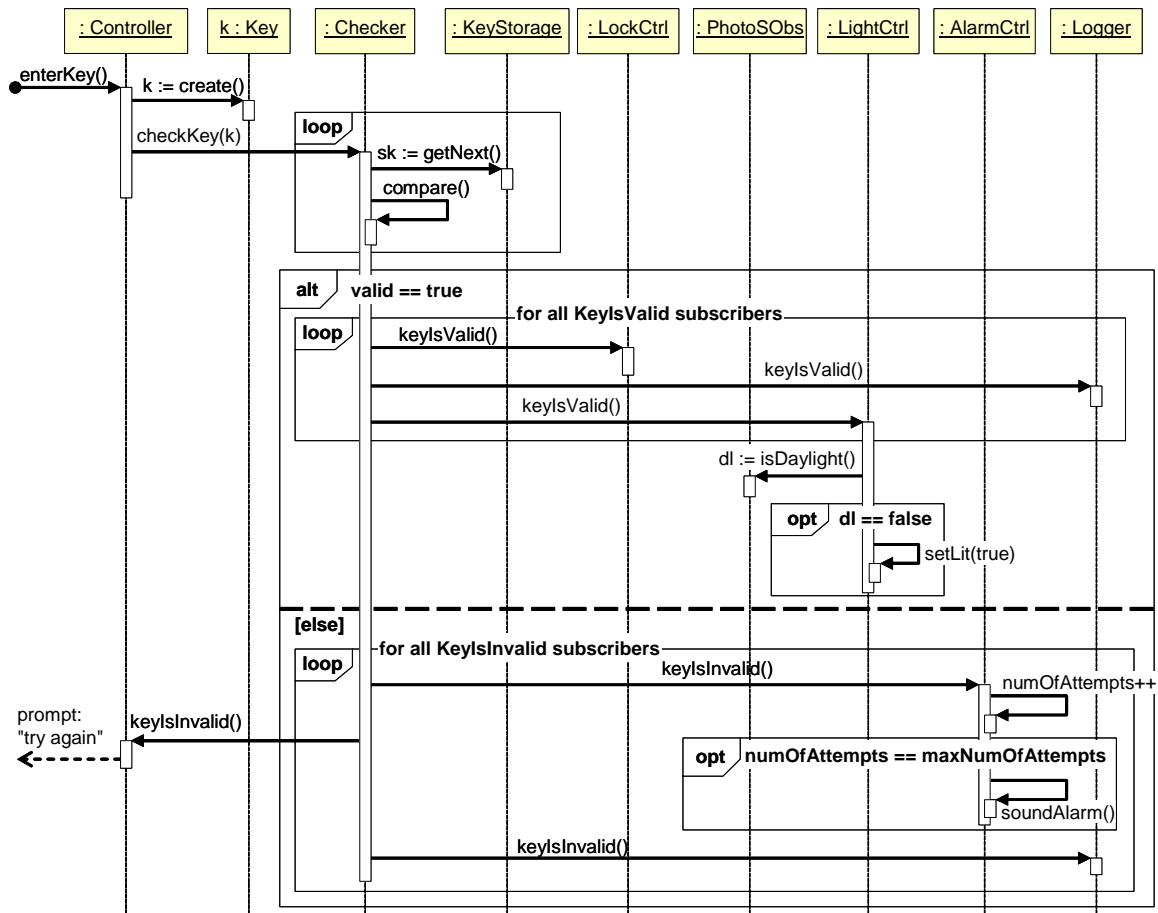 : Controller
k : Key
: Checker
: KeyStorage
: LockCtrl
: PhotoSObs
: LightCtrl
: AlarmCtrl
: Logger
enterKey()
k := create()
loop
checkKey(k)
sk := getNext()
compare()
alt
valid == true
for all KeyIsValid subscribers
loop
keyIsValid()
keyIsValid()
keyIsValid()
dl := isDaylight()
opt
dl == false
setLit(true)
[else]
for all KeyIsInvalid subscribers
loop
keyIsInvalid()
numOfAttempts++
prompt:
"try again"
keyIsInvalid()
opt
numOfAttempts == maxNumOfAttempts
soundAlarm()
keyIsInvalid()